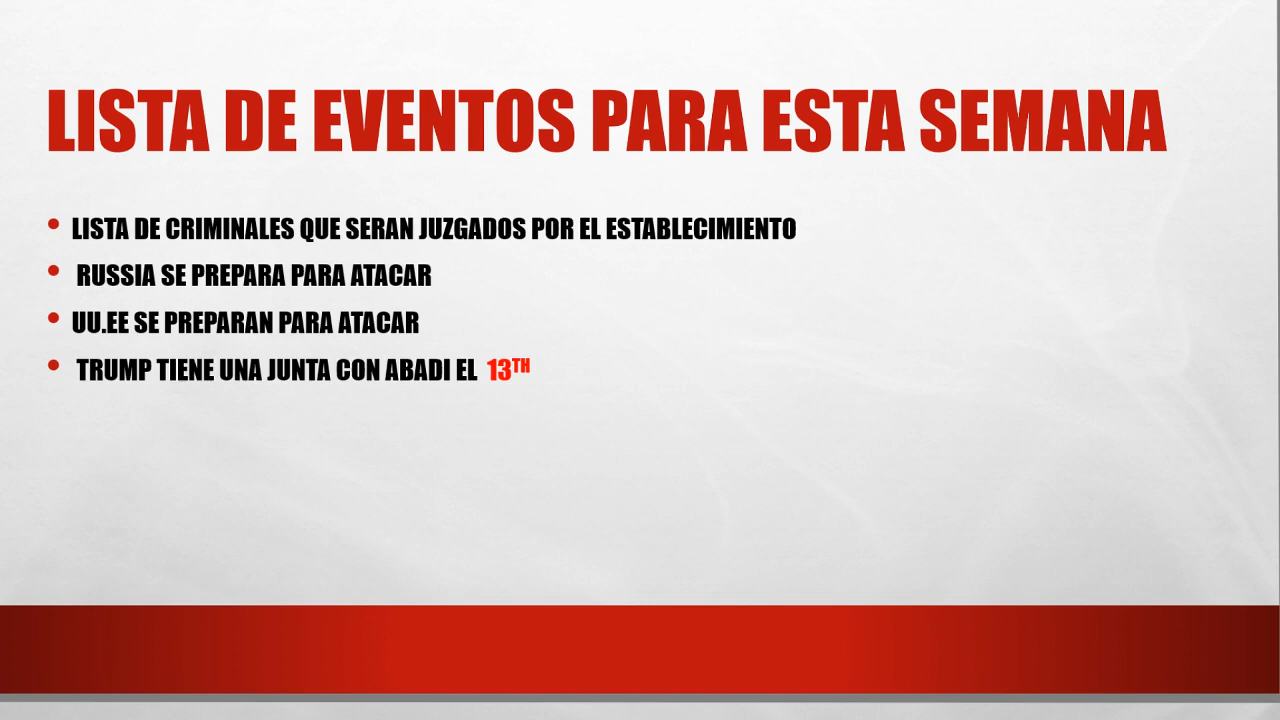 LISTA DE EVENTOS PARA ESTA SEMANA
• LISTA DE CRIMINALES QUE SERAN JUZGADOS POR EL ESTABLECIMIENTO
• RUSSIA SE PREPARA PARA ATACAR
• UU.EE SE PREPARAN PARA ATACAR
• TRUMP TIENE UNA JUNTA CON ABADI EL 13TH